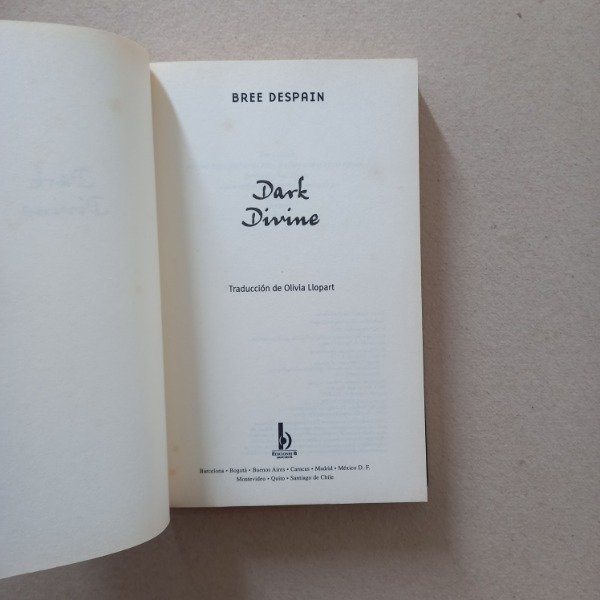 BREE DESPAIN
Dark
Divine
Traducción de Olivia Llopart
EDICIONES B
Barcelona • Bogotá • Buenos Aires • Caracas • Madrid • México D. F.
Montevideo • Quito • Santiago de Chile